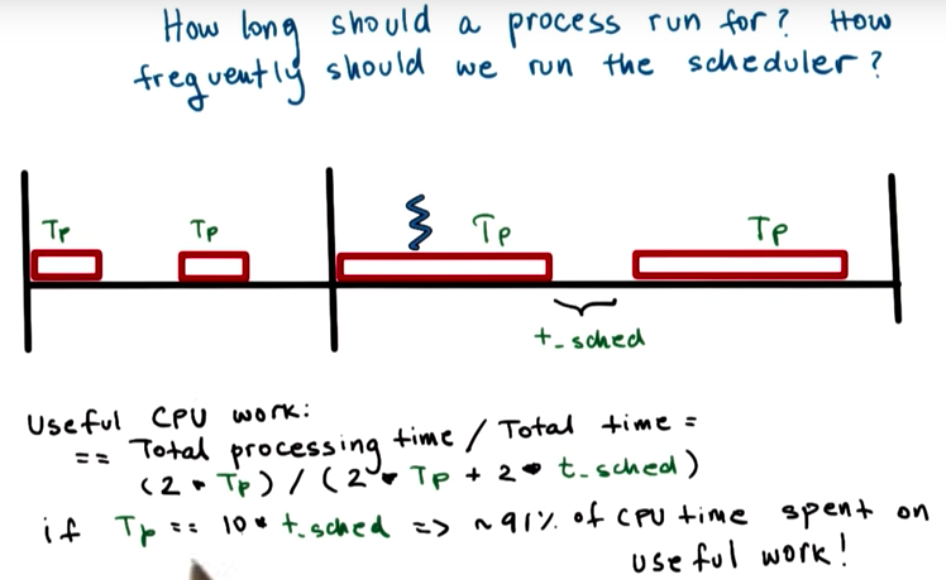 How long should a process run for? How
frequently should we run the scheduler?
Tp Tp Tp Tp
t_sched
Useful CPU work:
== Total processing time / Total time =
(2 * Tp) / (2 * Tp + 2 * t_sched)
if Tp == 10 * t_sched => ~91% of CPU time spent on
useful work!